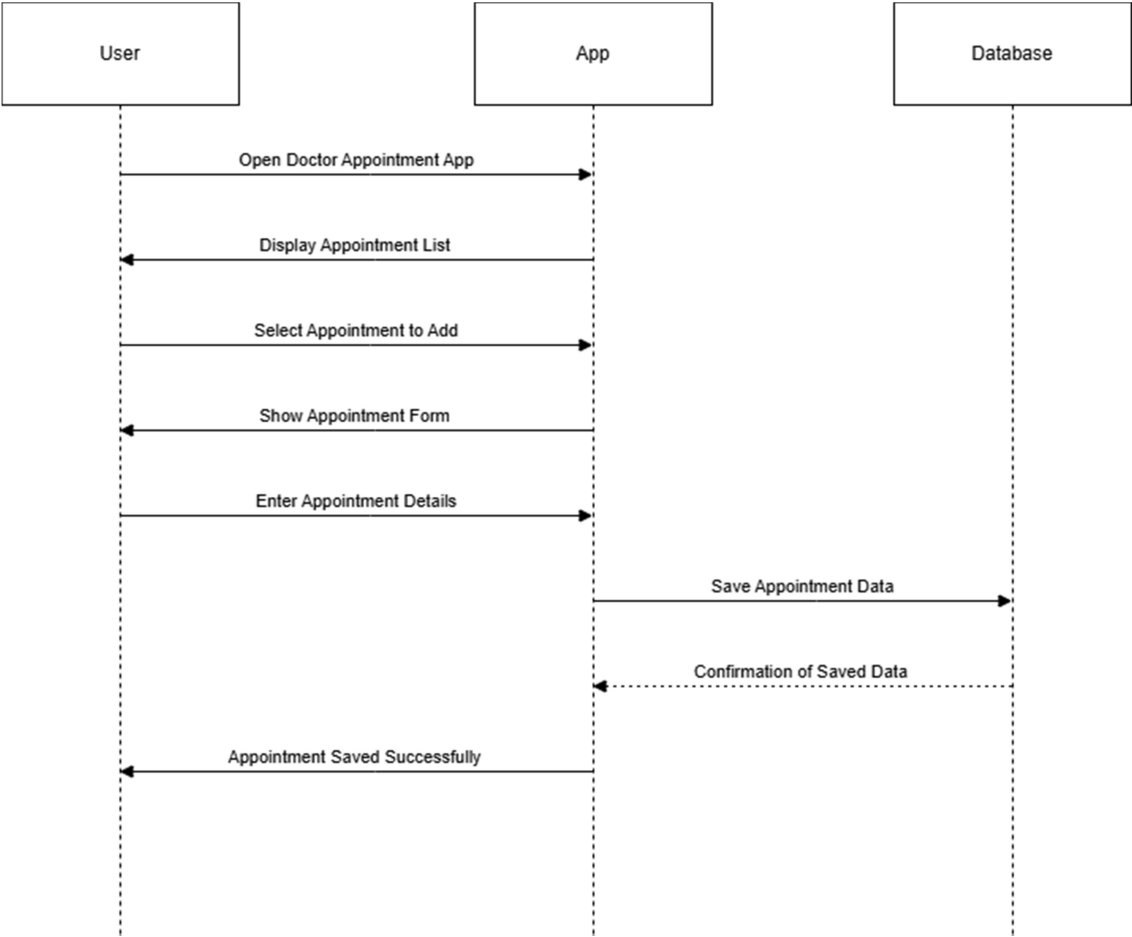 User
App
Database
Open Doctor Appointment App
Display Appointment List
Select Appointment to Add
Show Appointment Form
Enter Appointment Details
Save Appointment Data
Confirmation of Saved Data
Appointment Saved Successfully